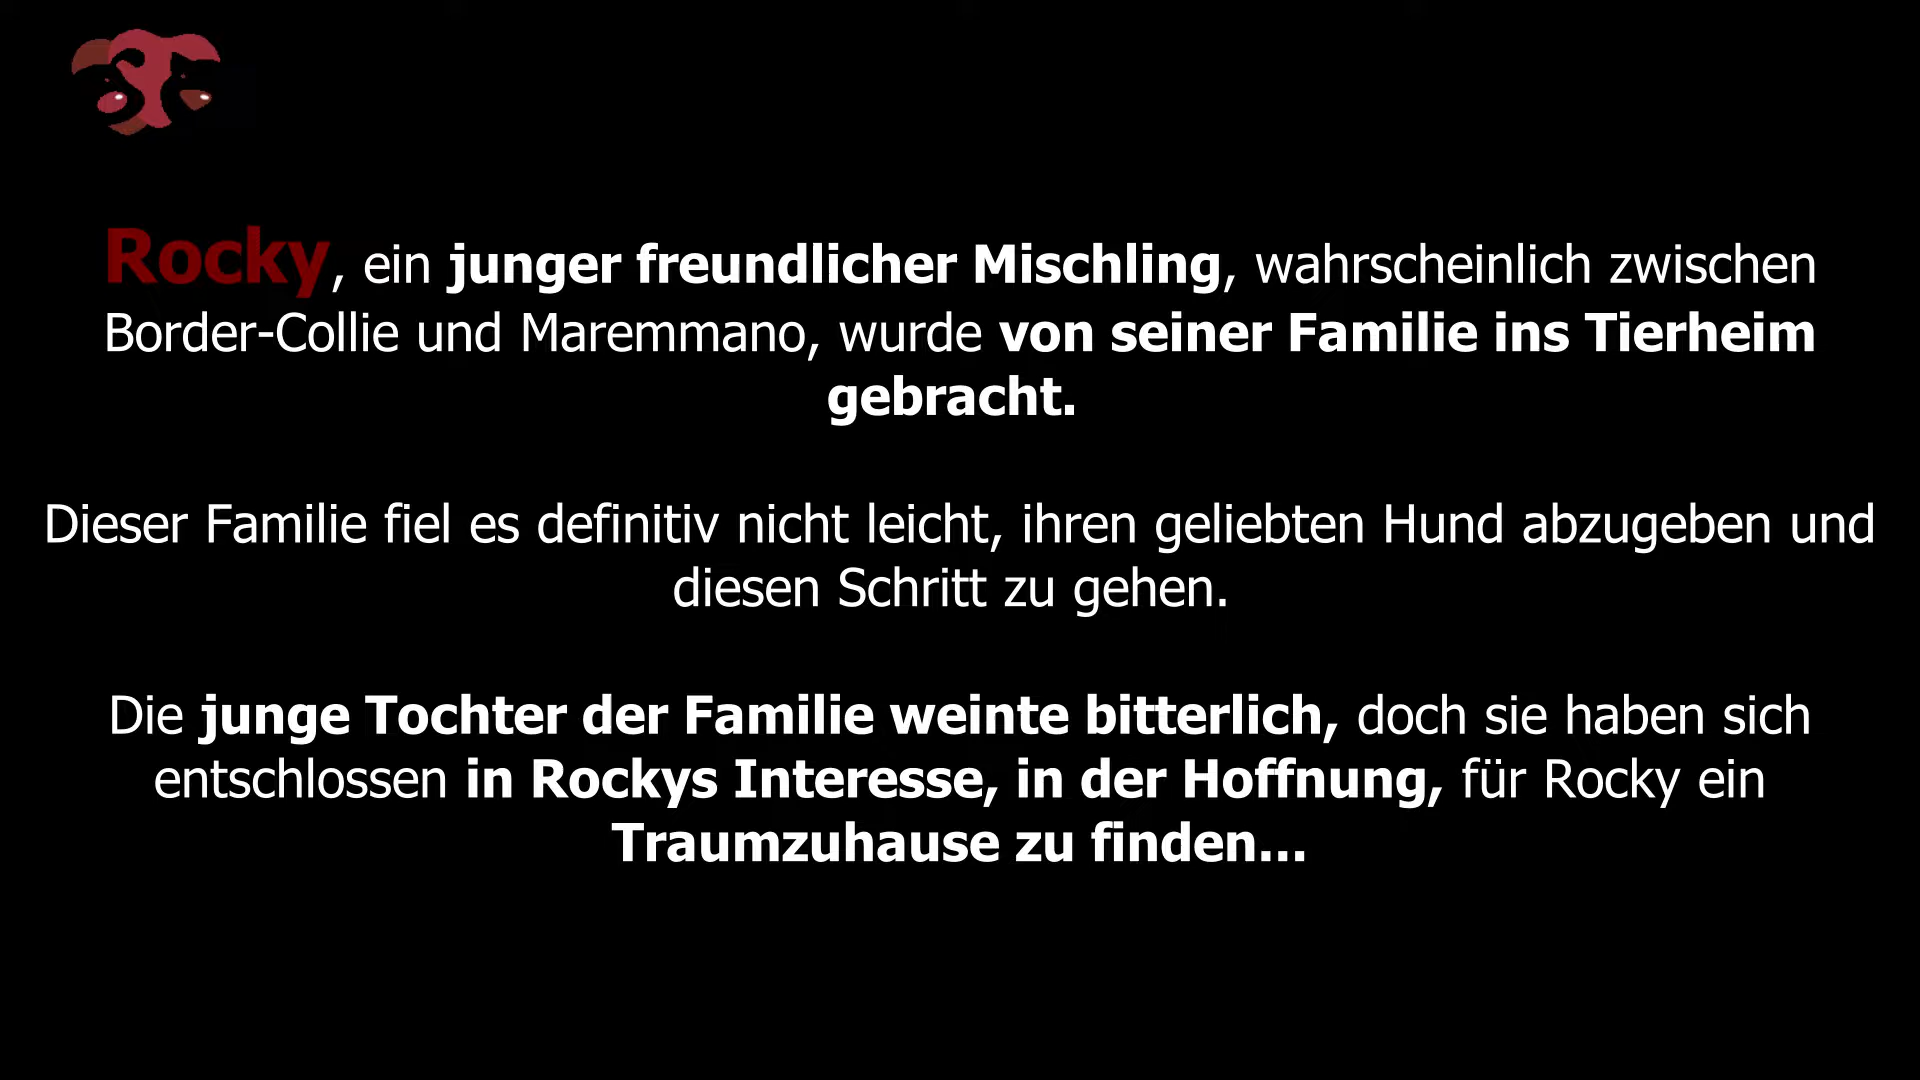 Rocky, ein junger freundlicher Mischling, wahrscheinlich zwischen
Border-Collie und Maremmano, wurde von seiner Familie ins Tierheim
gebracht.
Dieser Familie fiel es definitiv nicht leicht, ihren geliebten Hund abzugeben und
diesen Schritt zu gehen.
Die junge Tochter der Familie weinte bitterlich, doch sie haben sich
entschlossen in Rockys Interesse, in der Hoffnung, für Rocky ein
Traumzuhause zu finden...